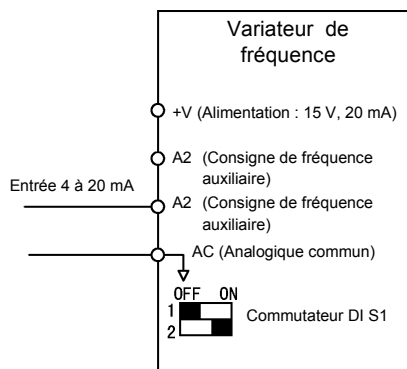 Variateur de
fréquence
+V (Alimentation : 15 V, 20 mA)
A2 (Consigne de fréquence
auxiliaire)
Entrée 4 à 20 mA
A2 (Consigne de fréquence
auxiliaire)
AC (Analogique commun)
OFF ON
1
Commutateur DI S1
2